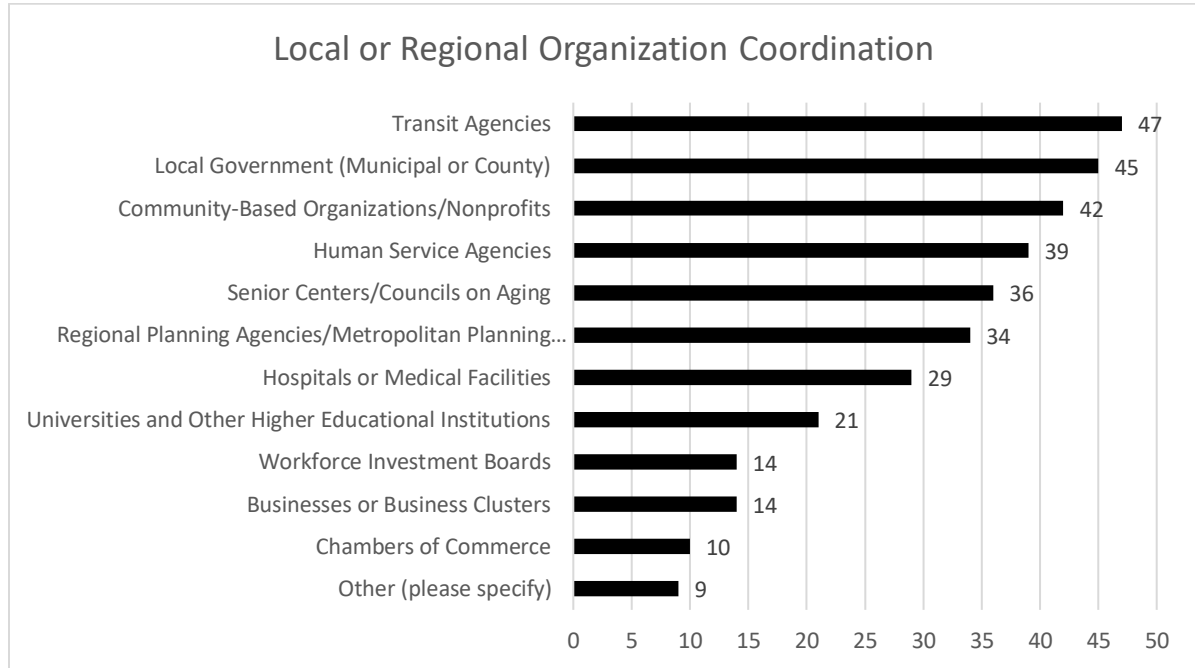 Local or Regional Organization Coordination
Transit Agencies 47
Local Government (Municipal or County) 45
Community-Based Organizations/Nonprofits 42
Human Service Agencies 39
Senior Centers/Councils on Aging 36
Regional Planning Agencies/Metropolitan Planning... 34
Hospitals or Medical Facilities 29
Universities and Other Higher Educational Institutions 21
Workforce Investment Boards 14
Businesses or Business Clusters 14
Chambers of Commerce 10
Other (please specify) 9
0 5 10 15 20 25 30 35 40 45 50